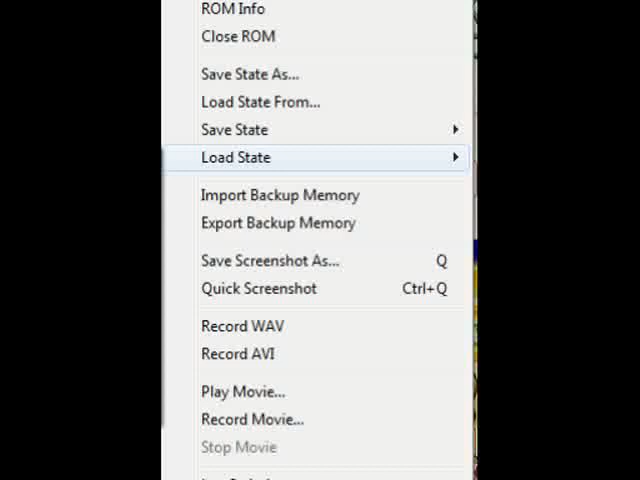 ROM Info
Close ROM
Save State As...
Load State From...
Save State
Load State
Import Backup Memory
Export Backup Memory
Save Screenshot As... Q
Quick Screenshot Ctrl+Q
Record WAV
Record AVI
Play Movie...
Record Movie...
Stop Movie